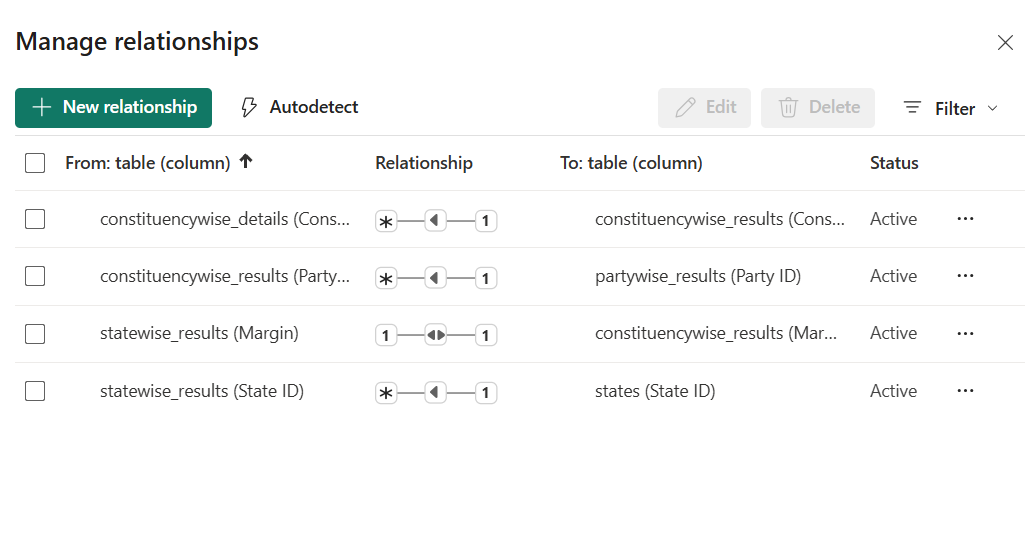 Manage relationships
New relationship Autodetect Edit Delete Filter
From: table (column) Relationship To: table (column) Status
constituencywise_details (Cons... * 1 constituencywise_results (Cons... Active ...
constituencywise_results (Party... * 1 partywise_results (Party ID) Active ...
statewise_results (Margin) 1 1 constituencywise_results (Mar... Active ...
statewise_results (State ID) * 1 states (State ID) Active ...